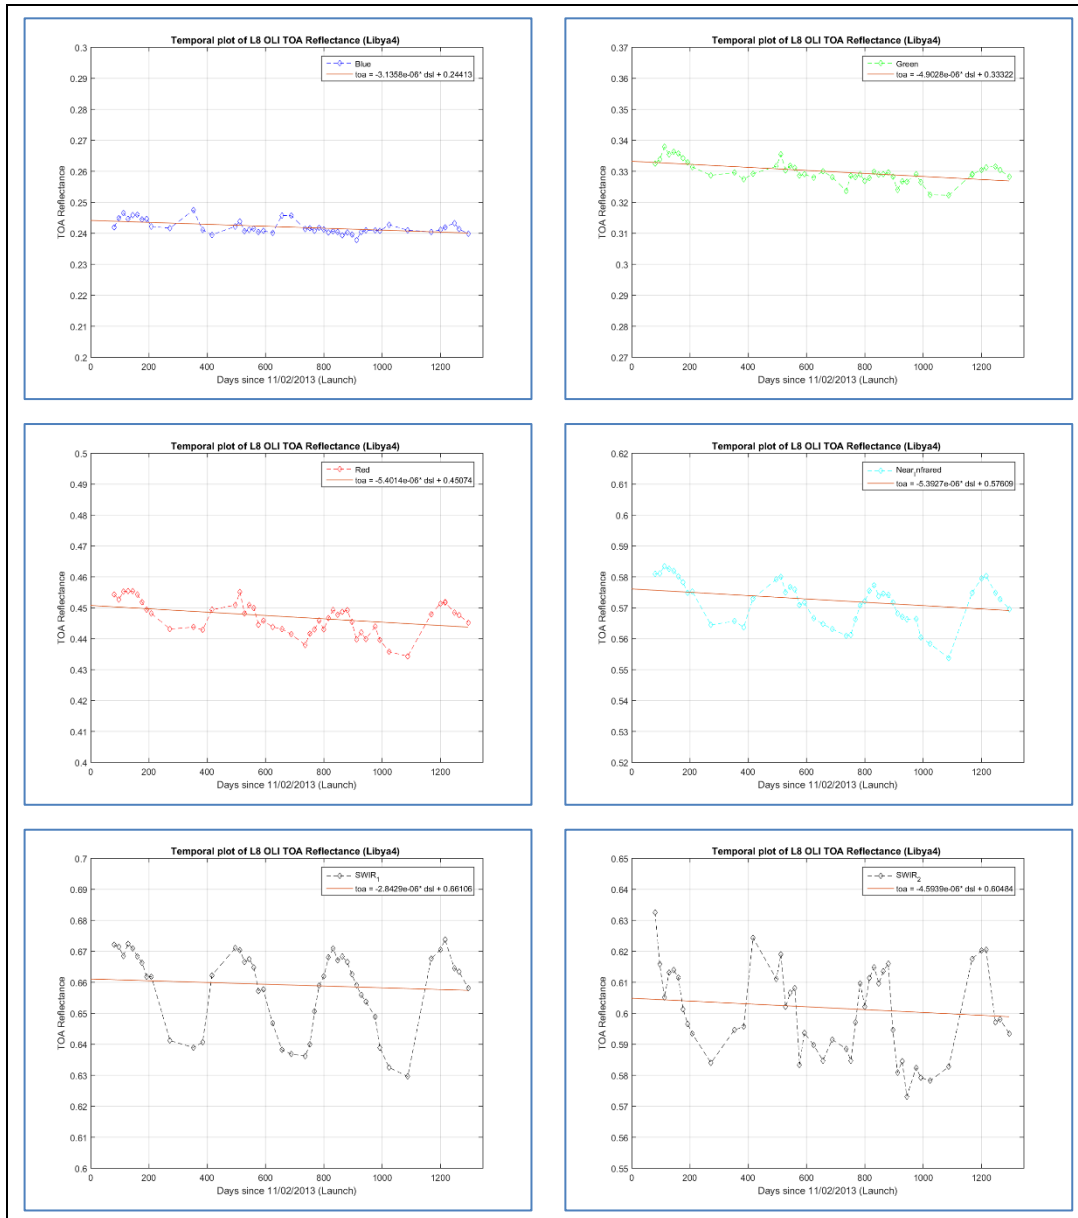 Temporal plot of L8 OLI TOA Reflectance (Libya4)
0.3
0.29
0.28
0.27
0.26
0.25
0.24
0.23
0.22
0.21
0.2
TOA Reflectance
Blue
toa = -3.1358e-06* dsl + 0.24413
0 200 400 600 800 1000 1200
Days since 11/02/2013 (Launch)
Temporal plot of L8 OLI TOA Reflectance (Libya4)
0.37
0.36
0.35
0.34
0.33
0.32
0.31
0.3
0.29
0.28
0.27
TOA Reflectance
Green
toa = -4.9028e-06* dsl + 0.33322
0 200 400 600 800 1000 1200
Days since 11/02/2013 (Launch)
Temporal plot of L8 OLI TOA Reflectance (Libya4)
0.5
0.49
0.48
0.47
0.46
0.45
0.44
0.43
0.42
0.41
0.4
TOA Reflectance
Red
toa = -5.4014e-06* dsl + 0.45074
0 200 400 600 800 1000 1200
Days since 11/02/2013 (Launch)
Temporal plot of L8 OLI TOA Reflectance (Libya4)
0.62
0.61
0.6
0.59
0.58
0.57
0.56
0.55
0.54
0.53
0.52
TOA Reflectance
Near_Infrared
toa = -5.3927e-06* dsl + 0.57609
0 200 400 600 800 1000 1200
Days since 11/02/2013 (Launch)
Temporal plot of L8 OLI TOA Reflectance (Libya4)
0.7
0.69
0.68
0.67
0.66
0.65
0.64
0.63
0.62
0.61
0.6
TOA Reflectance
SWIR₁
toa = -2.8429e-06* dsl + 0.66106
0 200 400 600 800 1000 1200
Days since 11/02/2013 (Launch)
Temporal plot of L8 OLI TOA Reflectance (Libya4)
0.65
0.64
0.63
0.62
0.61
0.6
0.59
0.58
0.57
0.56
0.55
TOA Reflectance
SWIR₂
toa = -4.5939e-06* dsl + 0.60484
0 200 400 600 800 1000 1200
Days since 11/02/2013 (Launch)